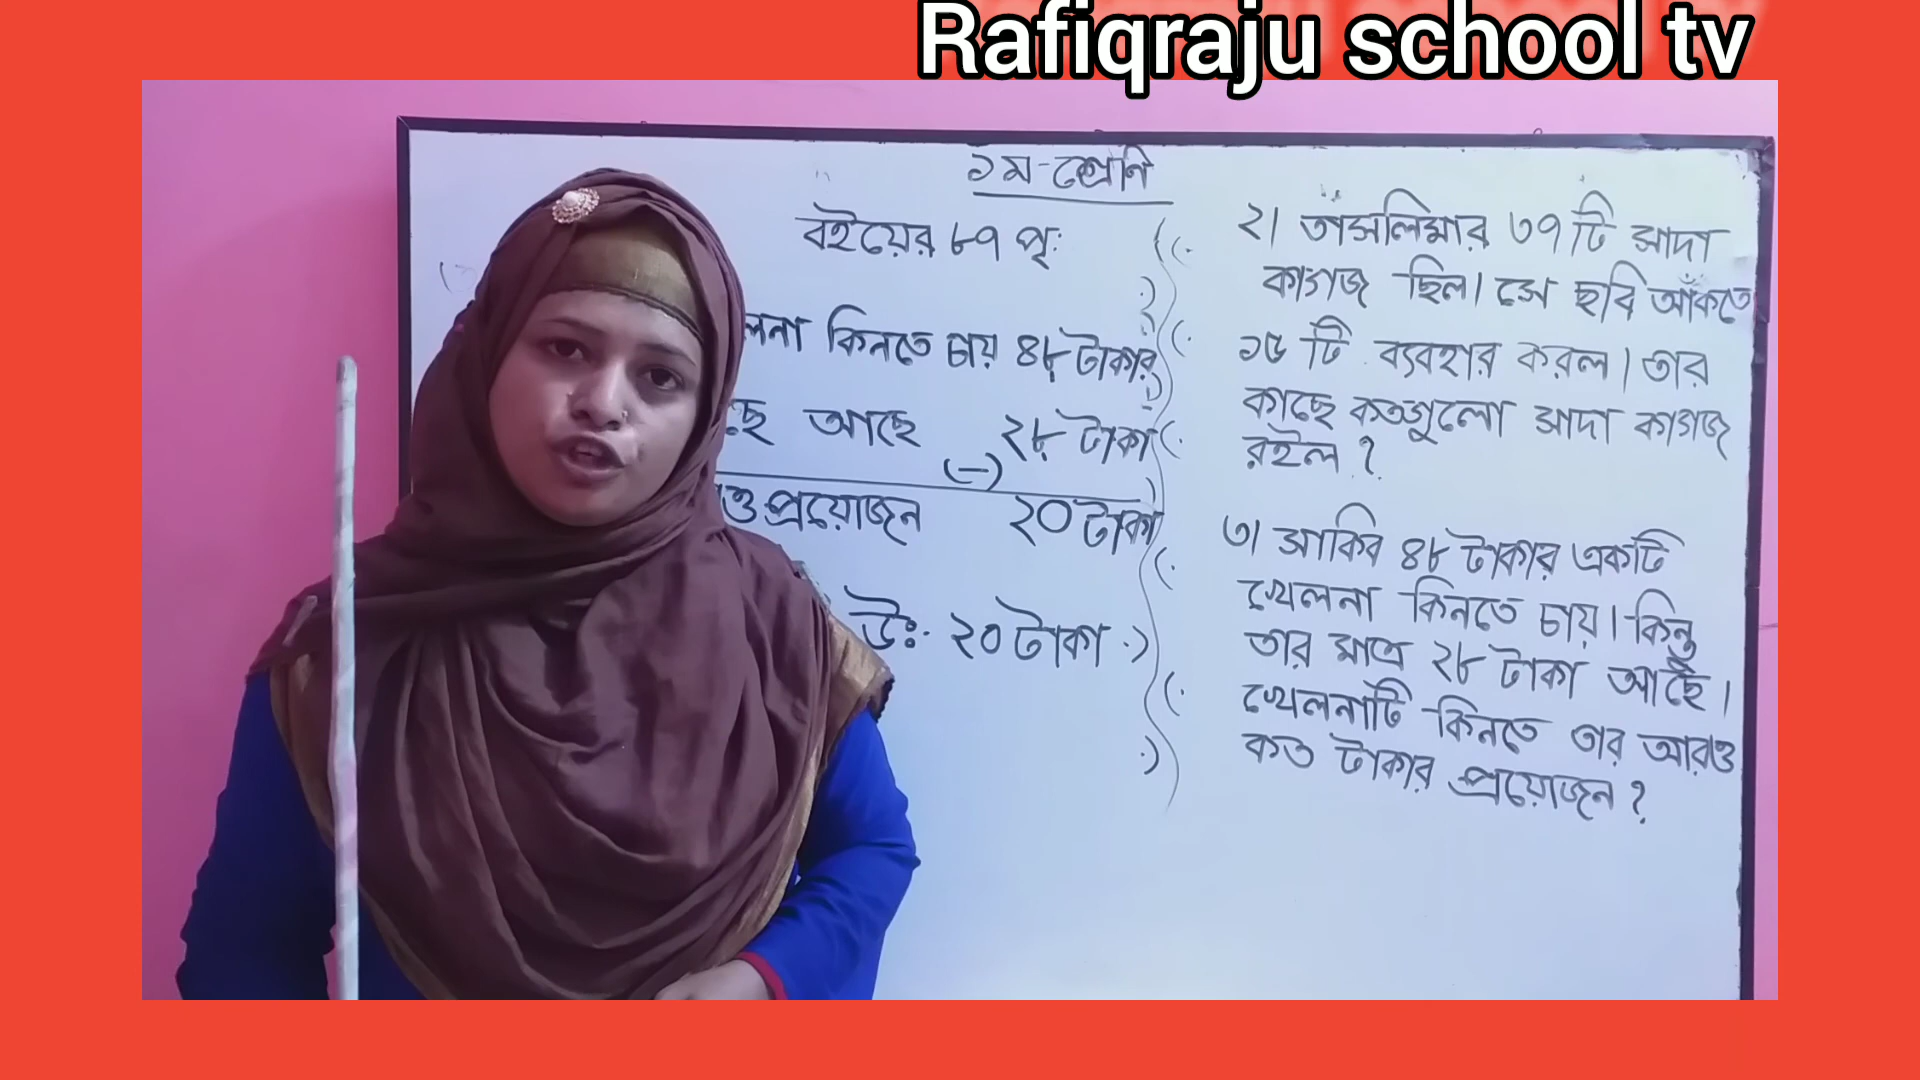 Rafiqraju school tv
১ম-শ্রেণি
বইয়ের ৮৭ পৃ:
লনা কিনতে চায় ৪৮ টাকার
ছে আছে ২৮ টাকা
(-)
ও প্রয়োজন ২০ টাকা
উঃ ২০ টাকা
২। তাসলিমার ৩৭ টি সাদা
কাগজ ছিল। সে ছবি আঁকতে
১৫ টি ব্যবহার করল। তার
কাছে কতগুলো সাদা কাগজ
রইল ?
৩। সাকিব ৪৮ টাকার একটি
খেলনা কিনতে চায়। কিন্তু
তার মাত্র ২৮ টাকা আছে।
খেলনাটি কিনতে তার আরও
কত টাকার প্রয়োজন ?